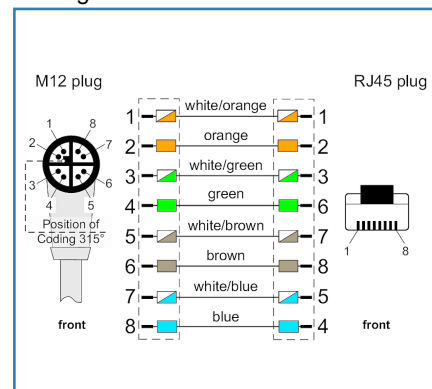 M12 plug
RJ45 plug
white/orange
1 1
orange
2 2
white/green
3 3
green
4 6
white/brown
5 7
brown
6 8
white/blue
7 5
blue
8 4
1 8
2 7
3 6
4 5
Position of
Coding 315°
front
1 8
front